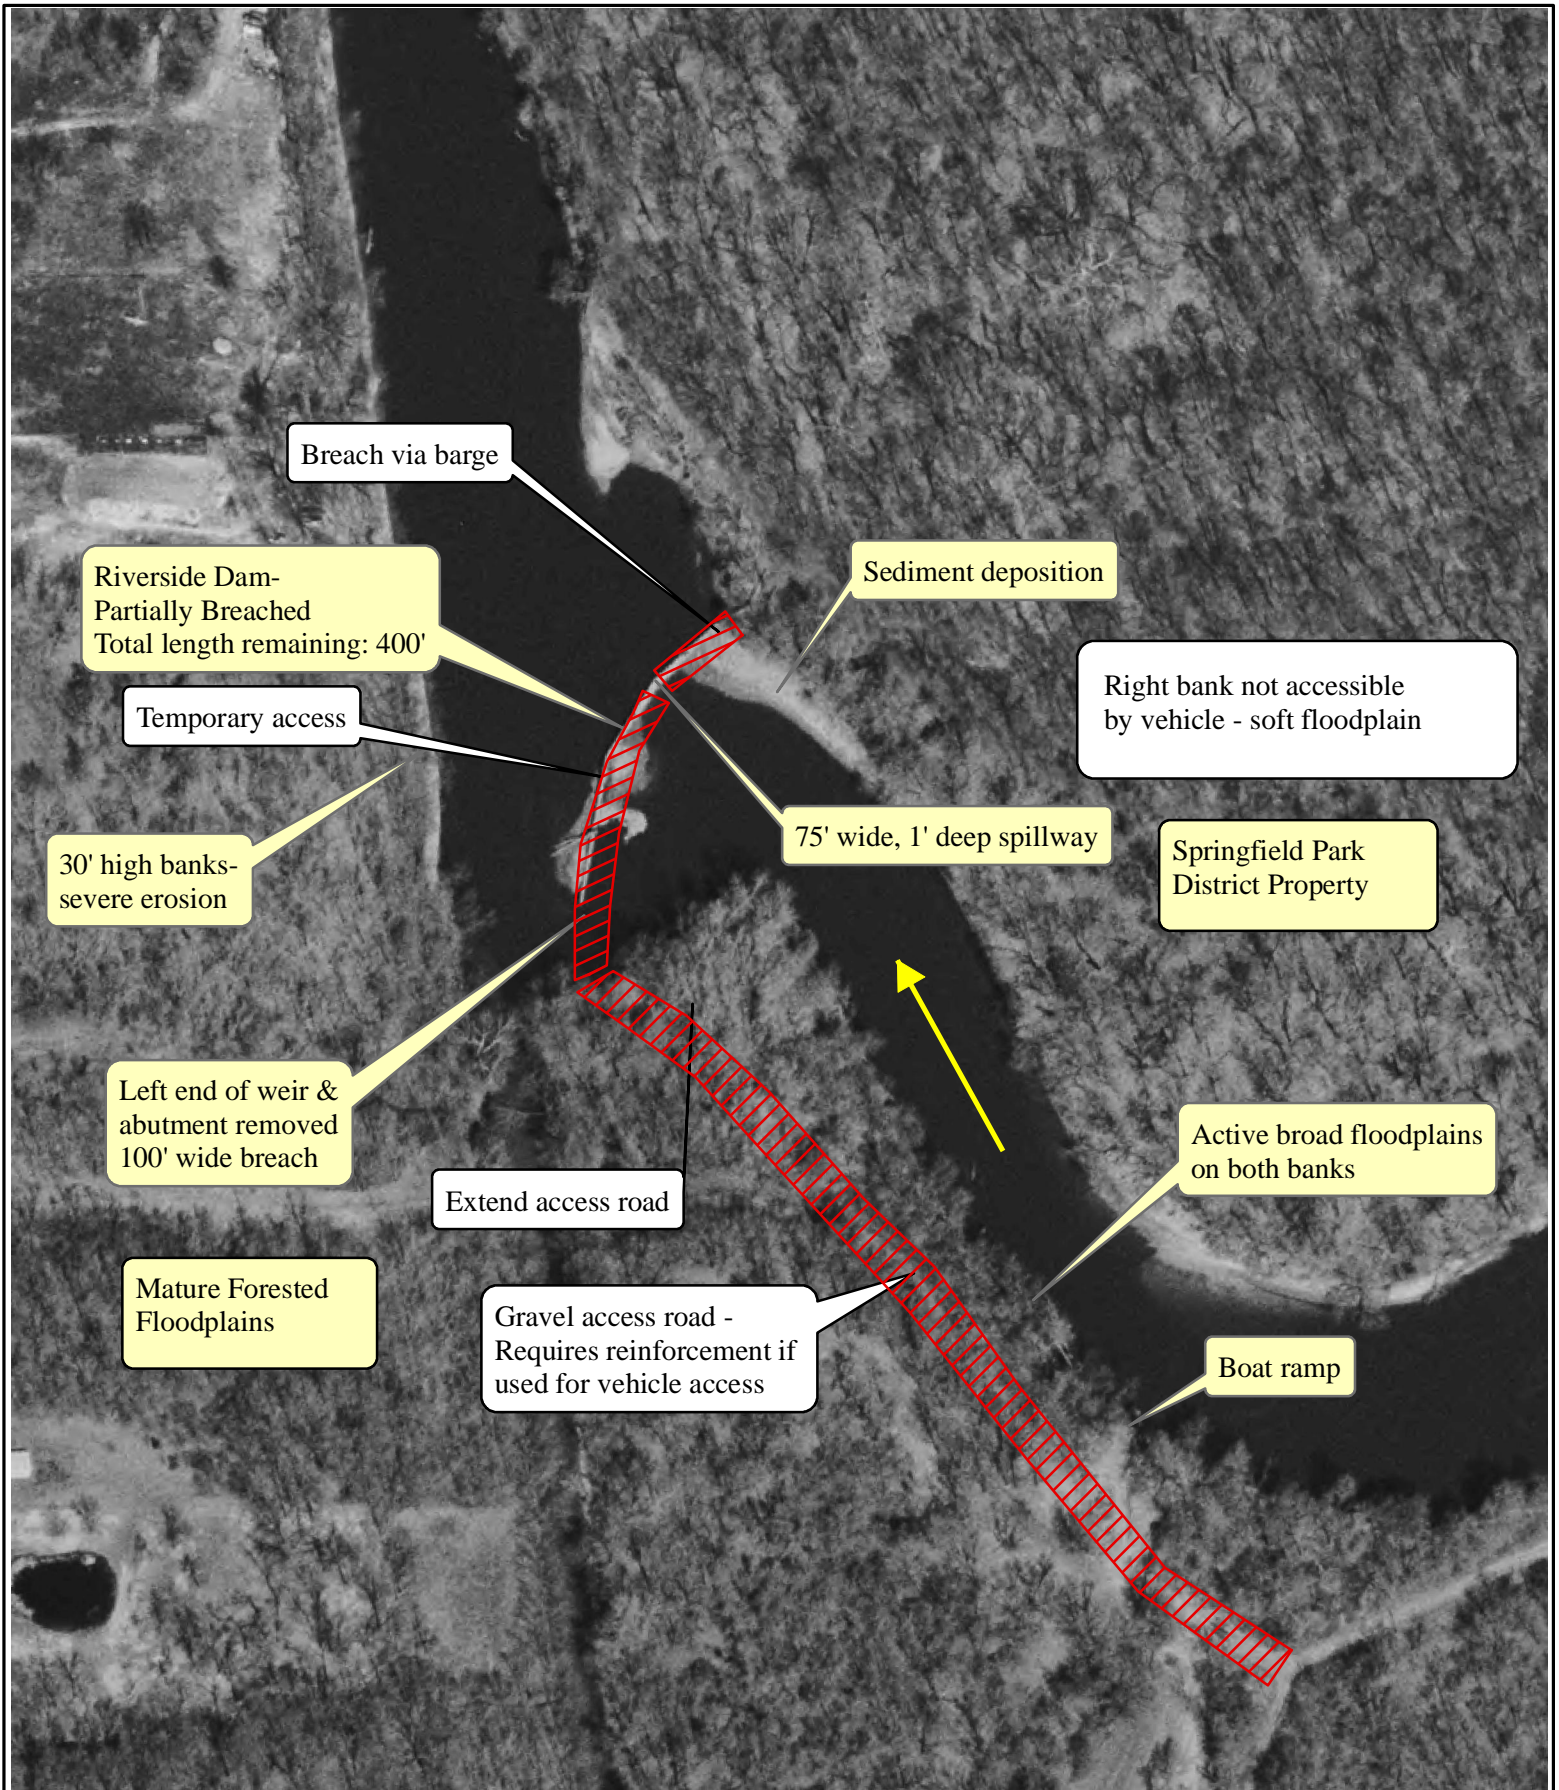 Breach via barge
Riverside Dam-
Partially Breached
Total length remaining: 400'
Sediment deposition
Right bank not accessible
by vehicle - soft floodplain
Temporary access
75' wide, 1' deep spillway
Springfield Park
District Property
30' high banks-
severe erosion
Left end of weir &
abutment removed
100' wide breach
Active broad floodplains
on both banks
Extend access road
Mature Forested
Floodplains
Gravel access road -
Requires reinforcement if
used for vehicle access
Boat ramp